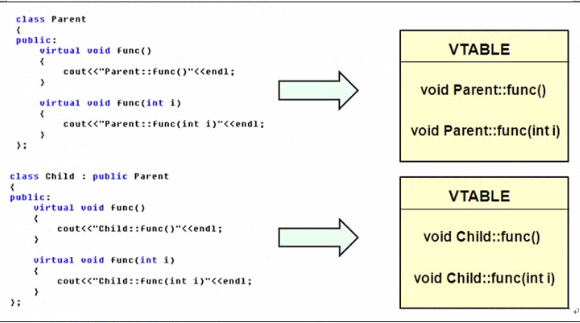 class Parent
{
public:
virtual void func()
{
cout<<"Parent::func()"<<endl;
}
virtual void func(int i)
{
cout<<"Parent::func(int i)"<<endl;
}
};
VTABLE
void Parent::func()
void Parent::func(int i)
class Child : public Parent
{
public:
virtual void func()
{
cout<<"Child::func()"<<endl;
}
virtual void func(int i)
{
cout<<"Child::func(int i)"<<endl;
}
};
VTABLE
void Child::func()
void Child::func(int i)